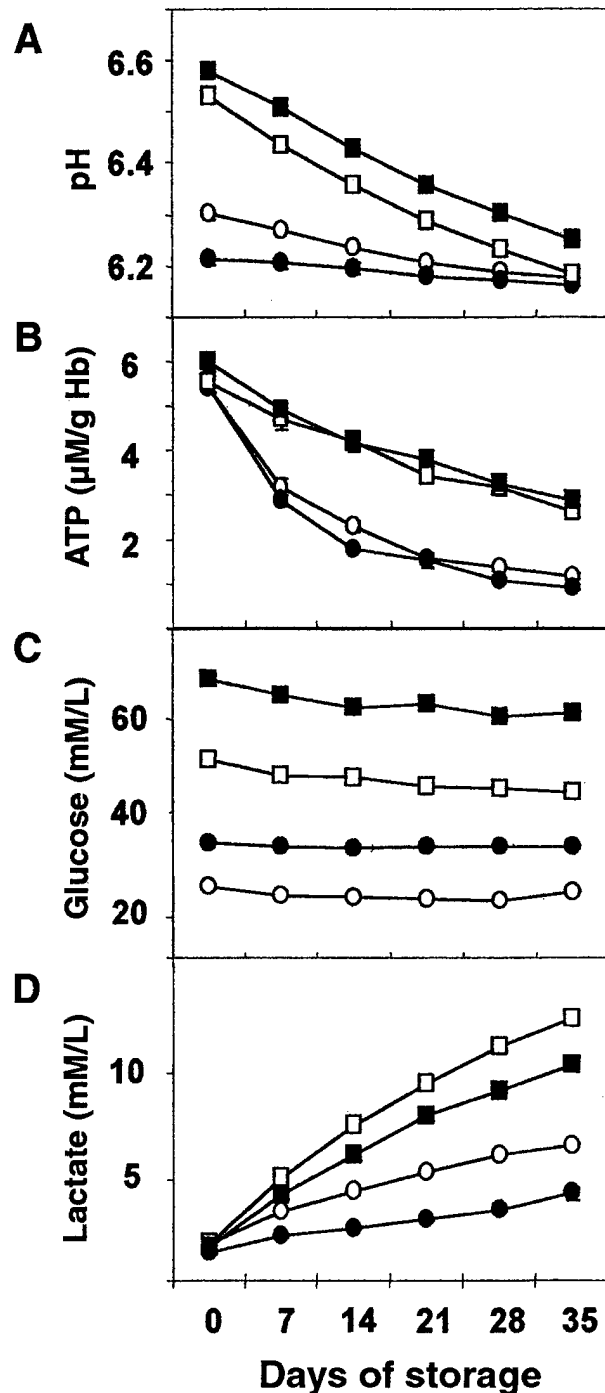 A
pH
6.6
6.4
6.2
B
ATP (µM/g Hb)
6
4
2
C
Glucose (mM/L)
60
40
20
D
Lactate (mM/L)
10
5
0 7 14 21 28 35
Days of storage